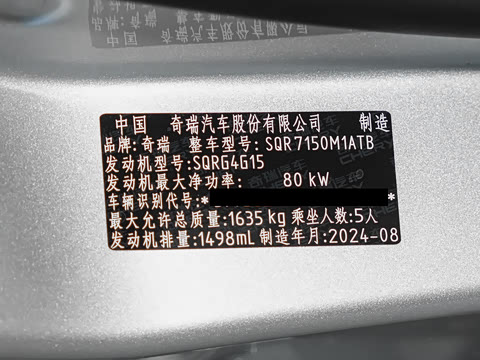 中国 奇瑞汽车股份有限公司 制造
品牌:奇瑞 整车型号:SQR7150M1ATB
发动机型号:SQRG4G15
发动机最大净功率: 80 kW
车辆识别代号:* *
最大允许总质量:1635 kg 乘坐人数:5人
发动机排量:1498mL 制造年月:2024-08